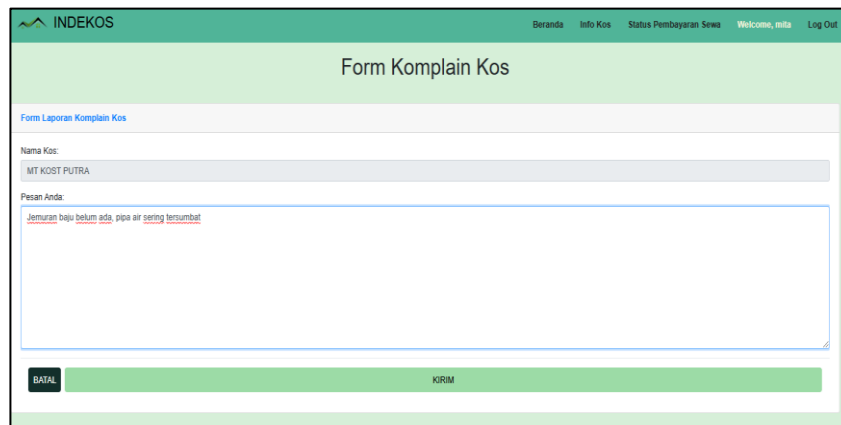 INDEKOS
Beranda Info Kos Status Pembayaran Sewa Welcome, mita Log Out
Form Komplain Kos
Form Laporan Komplain Kos
Nama Kos:
MT KOST PUTRA
Pesan Anda:
Jemuran baju belum ada, pipa air sering tersumbat
BATAL KIRIM